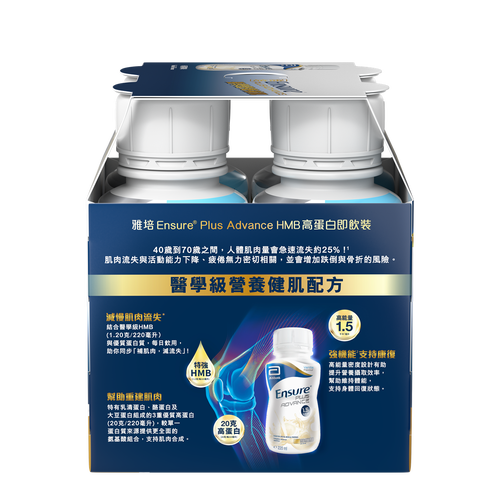 雅培 Ensure® Plus Advance HMB 高蛋白即飲裝
40歲到70歲之間，人體肌肉量會急速流失約25%！¹
肌肉流失與活動能力下降、疲倦無力密切相關，並會增加跌倒與骨折的風險。
醫學級營養健肌配方
減慢肌肉流失*
結合醫學級HMB
(1.20克/220毫升)
與優質蛋白質，每日飲用，
助你同步「補肌肉，減流失」!
特強
HMB
高能量
1.5
強機能 支持康復
高能量密度設計有助
提升營養攝取效率，
幫助維持體能，
支持身體回復狀態。
幫助重建肌肉
特有乳清蛋白、酪蛋白及
大豆蛋白組成的3重優質高蛋白
(20克/220毫升)，較單一
蛋白質來源提供更全面的
氨基酸組合，支持肌肉合成。
20克
高蛋白
Abbott
Ensure
PLUS
ADVANCE